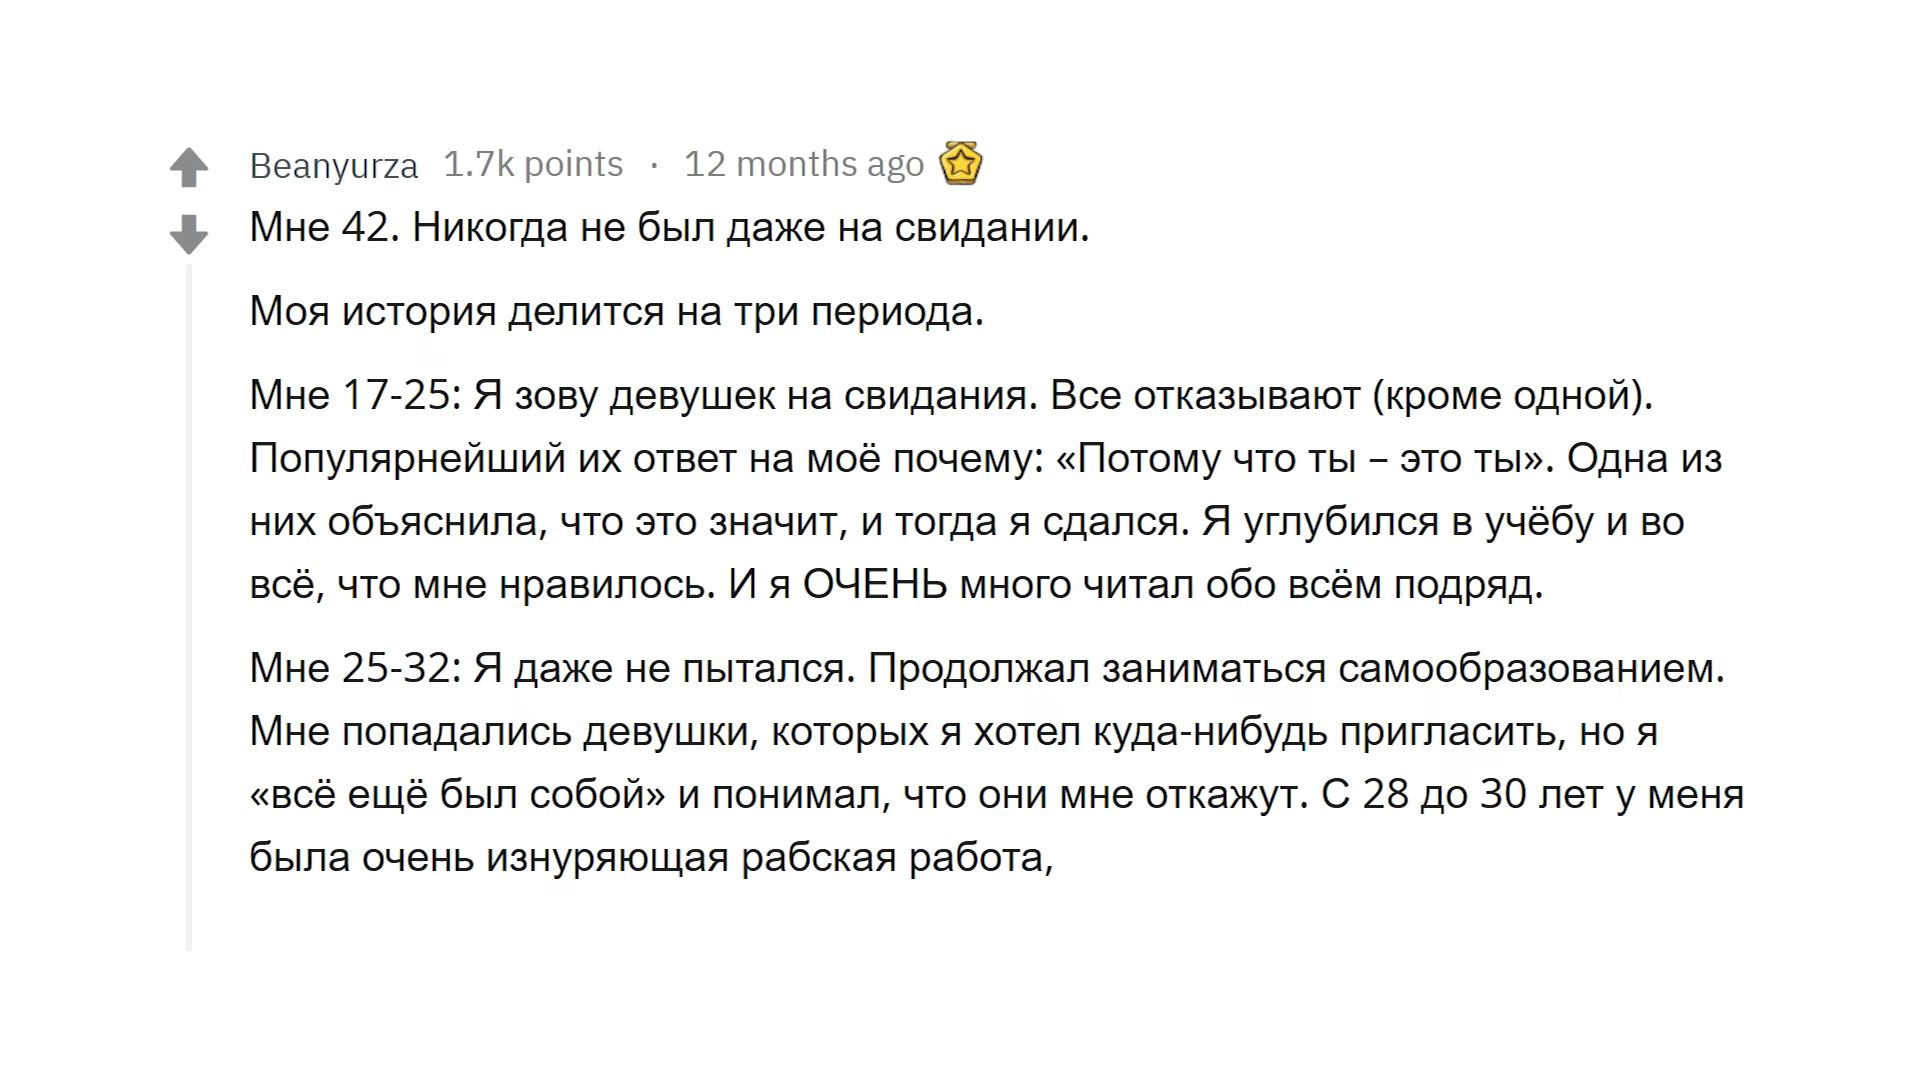 Beanyurza 1.7k points · 12 months ago
Мне 42. Никогда не был даже на свидании.
Моя история делится на три периода.
Мне 17-25: Я зову девушек на свидания. Все отказывают (кроме одной).
Популярнейший их ответ на моё почему: «Потому что ты – это ты». Одна из
них объяснила, что это значит, и тогда я сдался. Я углубился в учёбу и во
всё, что мне нравилось. И я ОЧЕНЬ много читал обо всём подряд.
Мне 25-32: Я даже не пытался. Продолжал заниматься самообразованием.
Мне попадались девушки, которых я хотел куда-нибудь пригласить, но я
«всё ещё был собой» и понимал, что они мне откажут. С 28 до 30 лет у меня
была очень изнуряющая рабская работа,